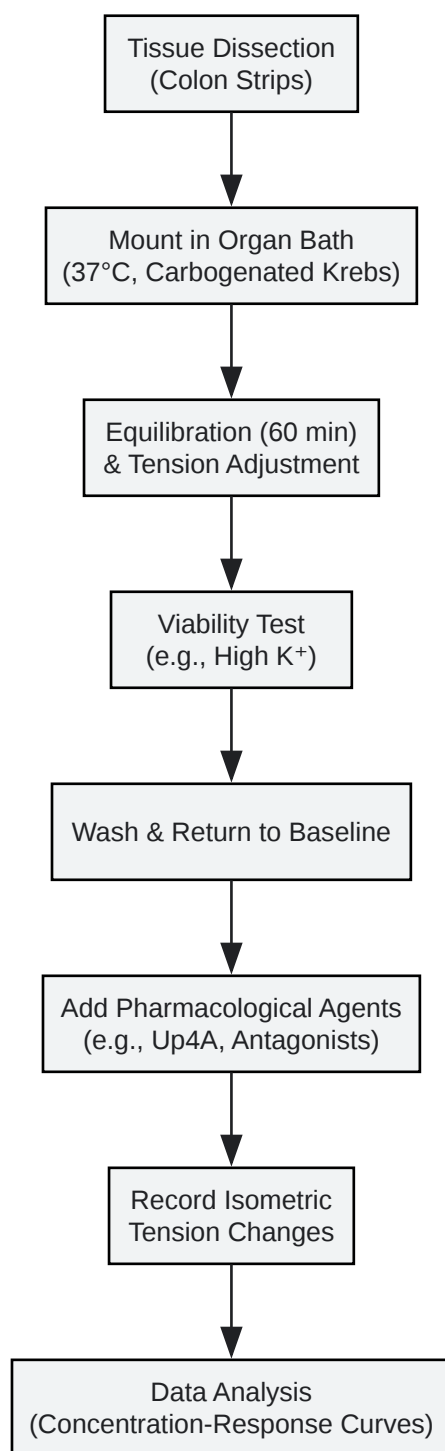 Tissue Dissection
(Colon Strips)
Mount in Organ Bath
(37°C, Carbogenated Krebs)
Equilibration (60 min)
& Tension Adjustment
Viability Test
(e.g., High K⁺)
Wash & Return to Baseline
Add Pharmacological Agents
(e.g., Up4A, Antagonists)
Record Isometric
Tension Changes
Data Analysis
(Concentration-Response Curves)